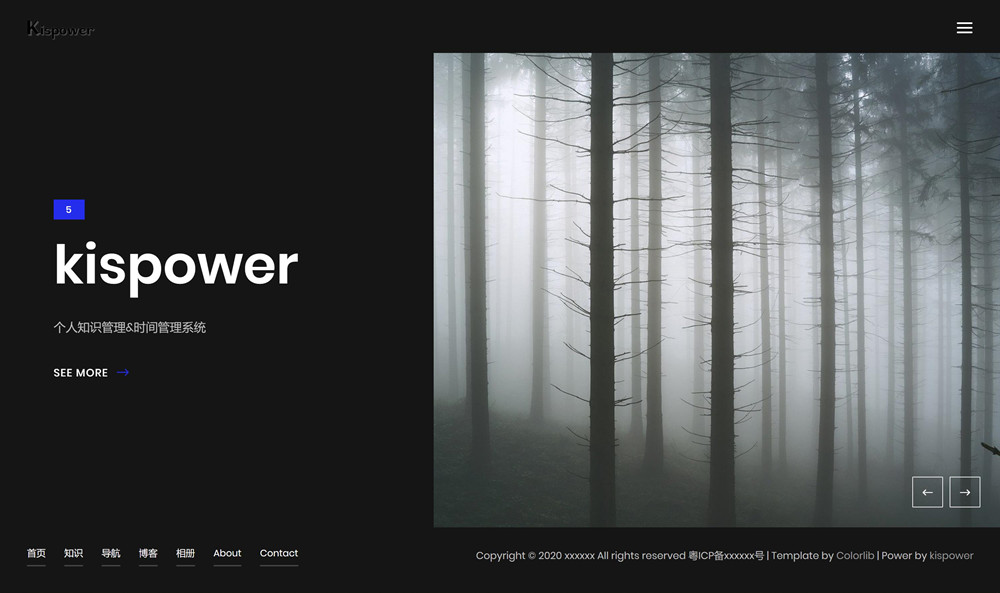 Kispower
5
kispower
个人知识管理&时间管理系统
SEE MORE
首页 知识 导航 博客 相册 About Contact
Copyright © 2020 xxxxxx All rights reserved 粤ICP备xxxxxx号 | Template by Colorlib | Power by kispower